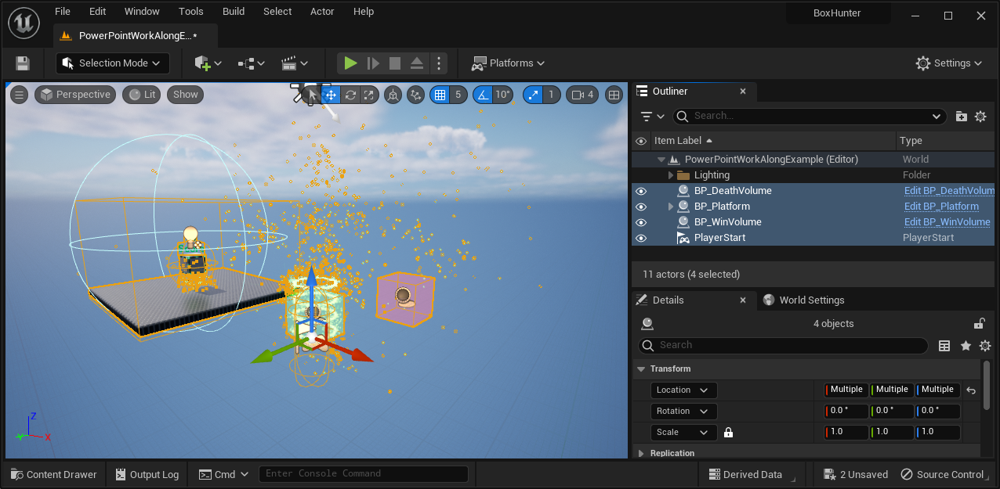 File Edit Window Tools Build Select Actor Help BoxHunter
PowerPointWorkAlongE...•
Selection Mode Platforms Settings
Perspective Lit Show 5 10° 1 4
Outliner
Search...
Item Label Type
PowerPointWorkAlongExample (Editor) World
Lighting Folder
BP_DeathVolume Edit BP_DeathVolum
BP_Platform Edit BP_Platform
BP_WinVolume Edit BP_WinVolume
PlayerStart PlayerStart
11 actors (4 selected)
Details World Settings
4 objects
Search
Transform
Location Multiple Multiple Multiple
Rotation 0.0 ° 0.0 ° 0.0 °
Scale 1.0 1.0 1.0
Replication
Z
Y X
Content Drawer Output Log Cmd Enter Console Command Derived Data 2 Unsaved Source Control